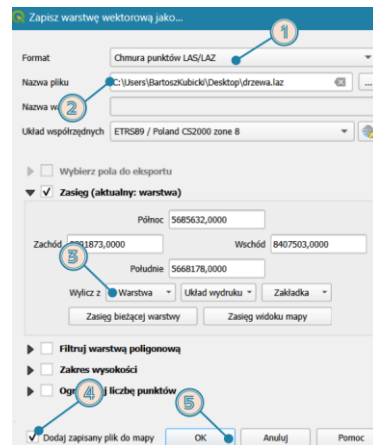 Zapisz warstwę wektorową jako...
1
Format Chmura punktów LAS/LAZ
Nazwa pliku C:\Users\BartoszKubicki\Desktop\drzewa.laz ...
2
Nazwa
Układ współrzędnych ETRS89 / Poland CS2000 zone 8
Wybierz pola do eksportu
Zasięg (aktualny: warstwa)
Północ 5685632,0000
Zachód 1873,0000 Wschód 8407503,0000
3
Południe 5668178,0000
Wylicz z Warstwa Układ wydruku Zakładka
Zasięg bieżącej warstwy Zasięg widoku mapy
Filtruj warstwą poligonową
Zakres wysokości
4 liczbę punktów
5
Dodaj zapisany plik do mapy OK Anuluj Pomoc